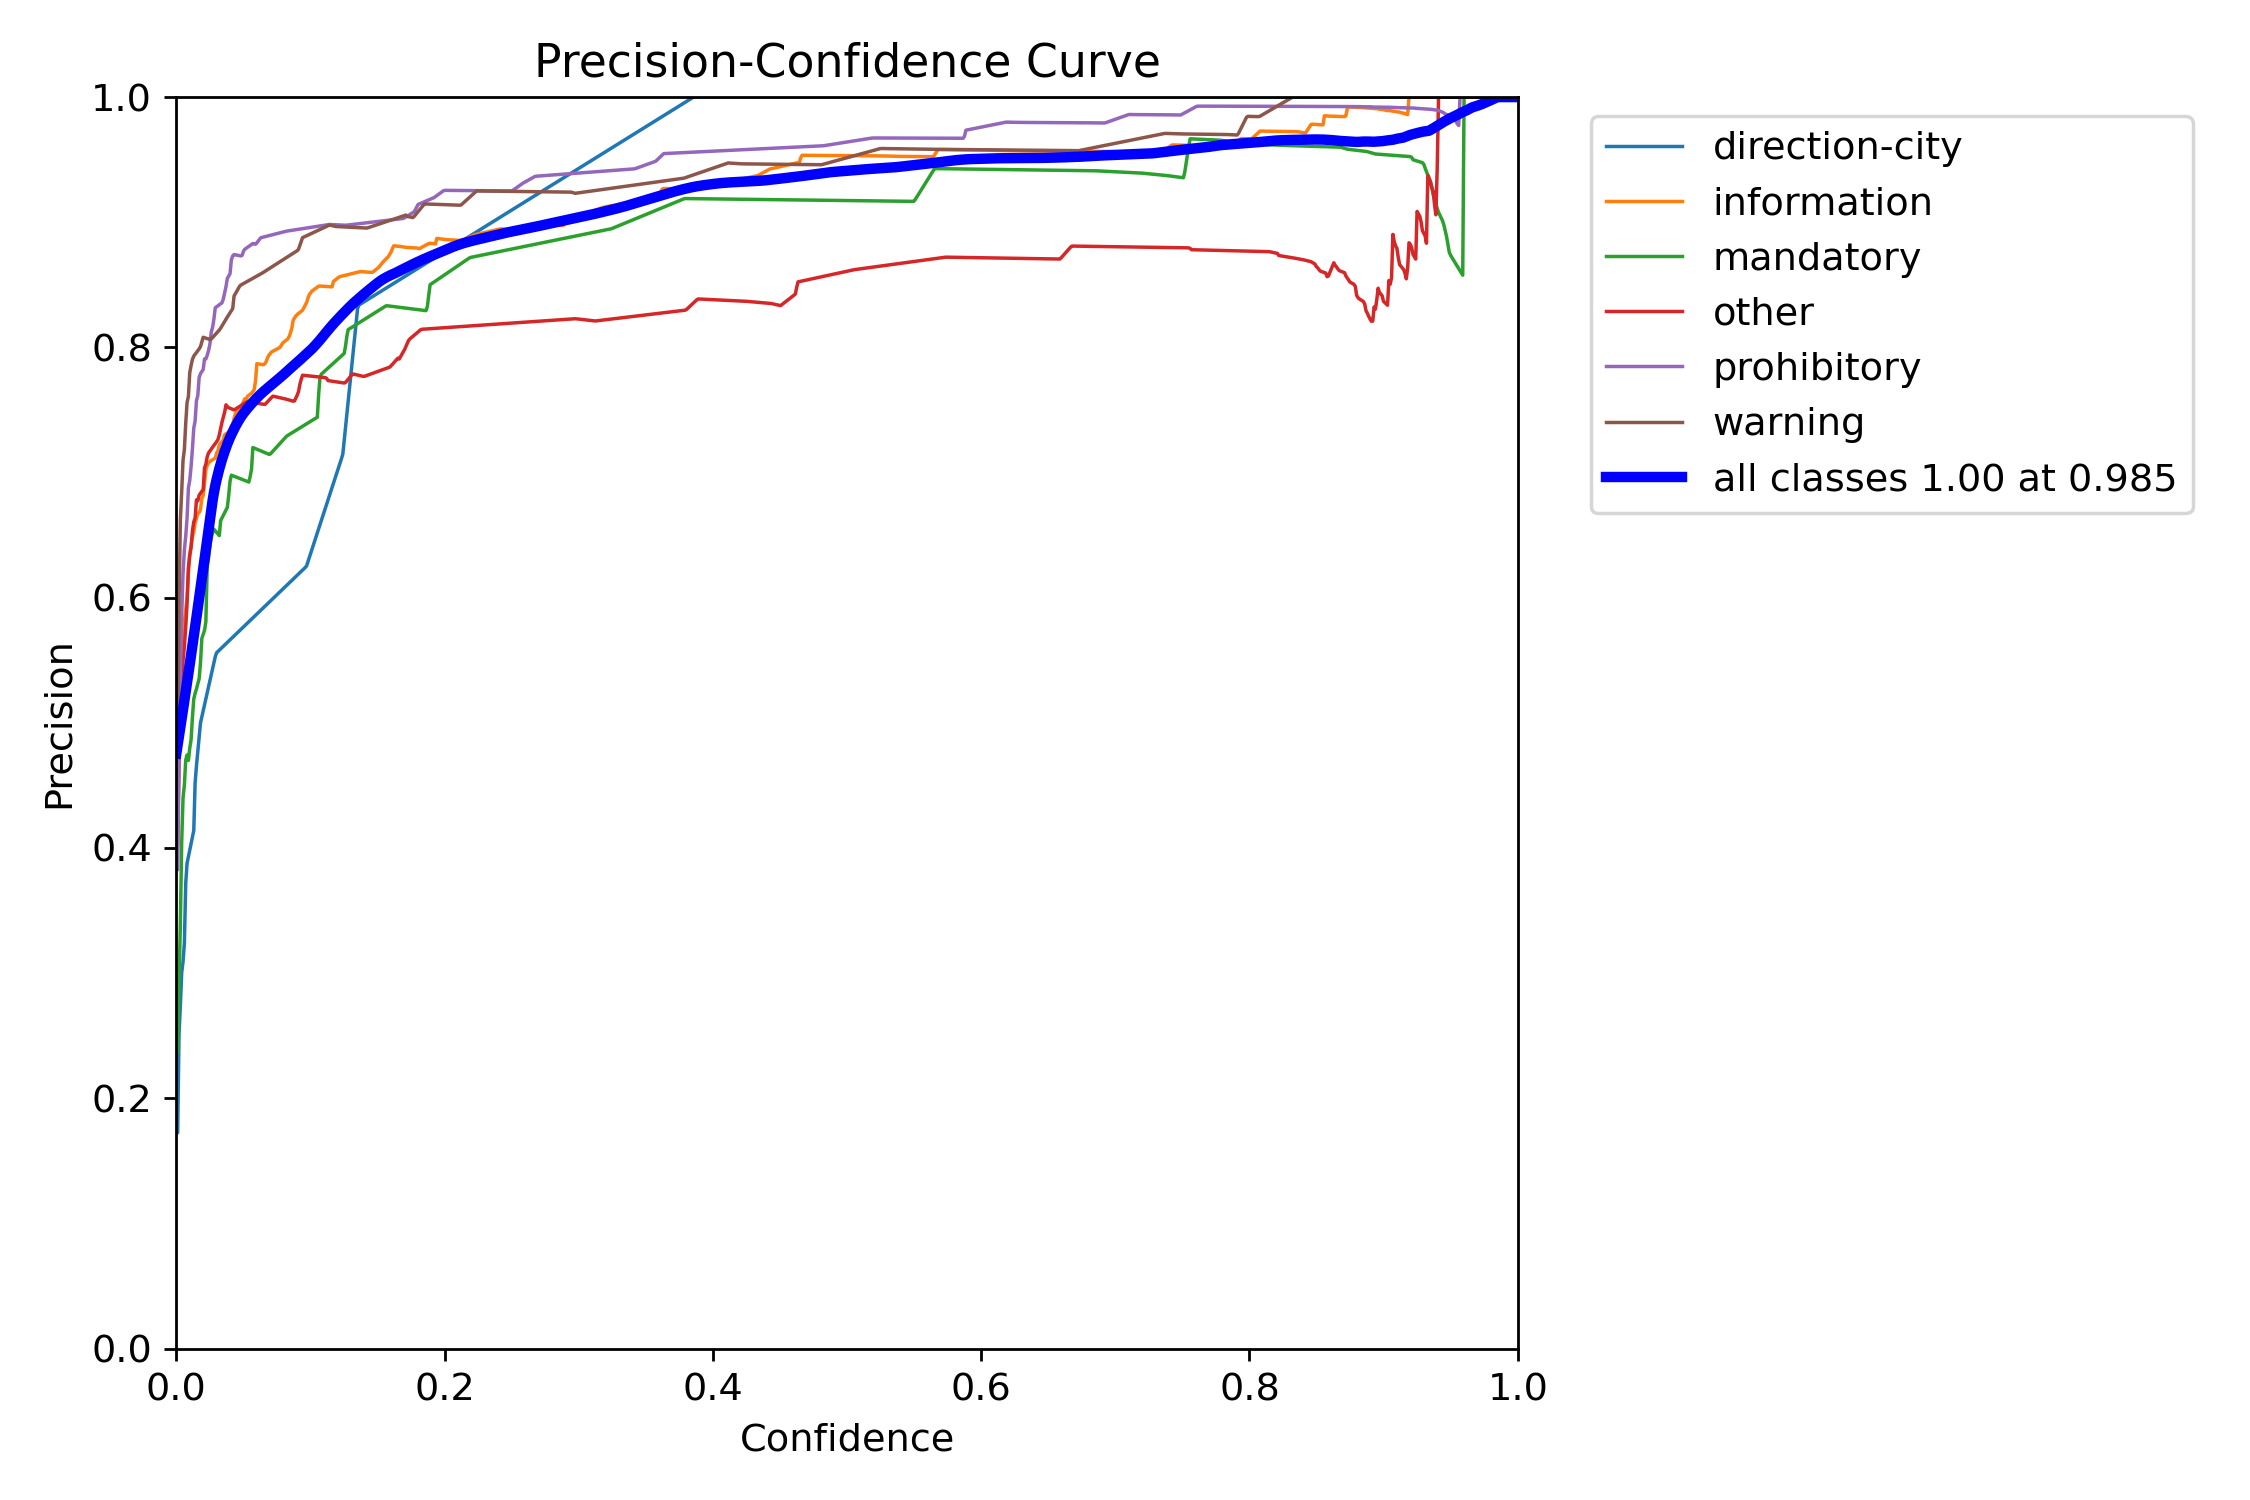 Precision-Confidence Curve
1.0
0.8
0.6
0.4
0.2
0.0
Precision
0.0 0.2 0.4 0.6 0.8 1.0
Confidence
direction-city
information
mandatory
other
prohibitory
warning
all classes 1.00 at 0.985